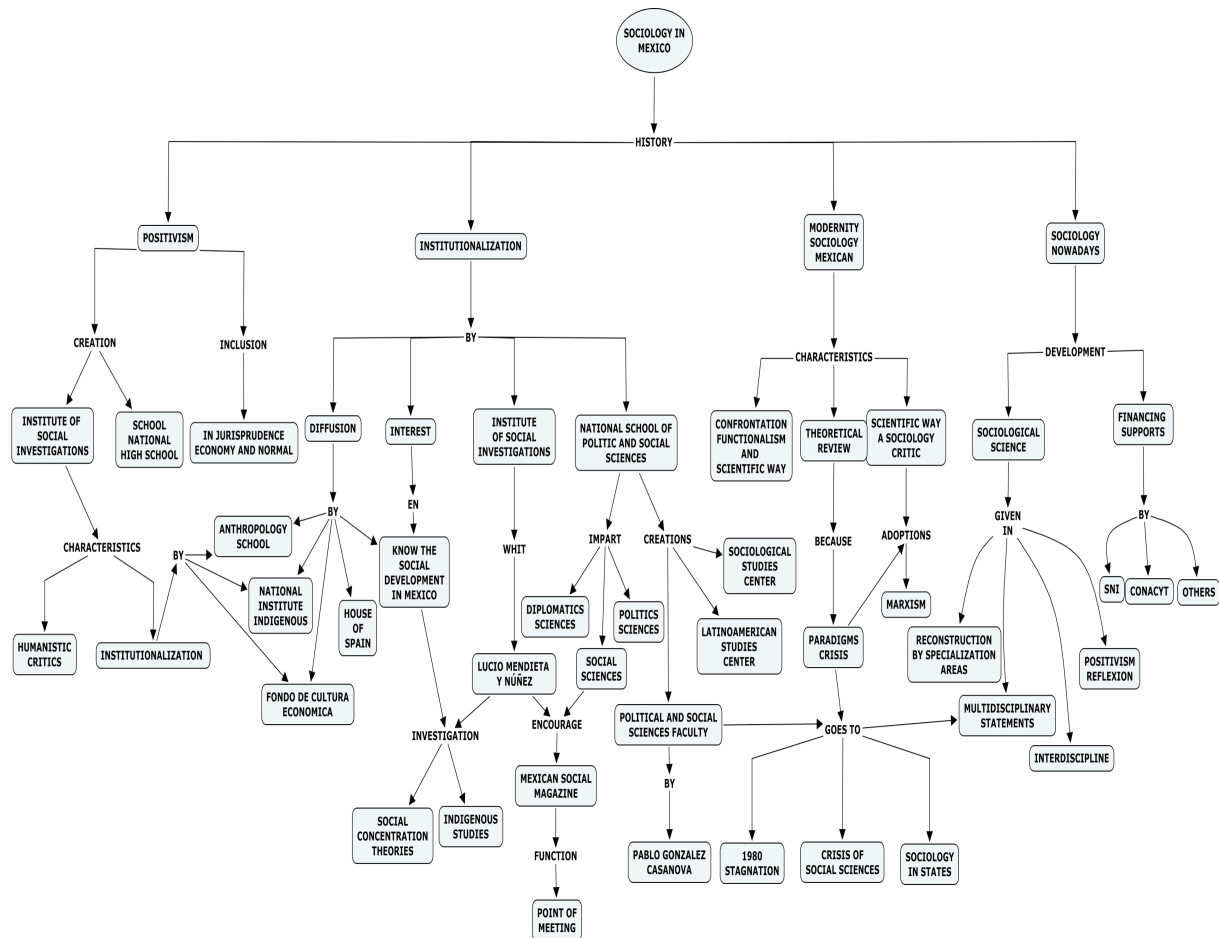 SOCIOLOGY IN
MEXICO
HISTORY
POSITIVISM
INSTITUTIONALIZATION
MODERNITY
SOCIOLOGY
MEXICAN
SOCIOLOGY
NOWADAYS
CREATION
INCLUSION
BY
CHARACTERISTICS
DEVELOPMENT
INSTITUTE OF
SOCIAL
INVESTIGATIONS
SCHOOL
NATIONAL
HIGH SCHOOL
IN JURISPRUDENCE
ECONOMY AND NORMAL
DIFFUSION
INTEREST
INSTITUTE
OF SOCIAL
INVESTIGATIONS
NATIONAL SCHOOL OF
POLITIC AND SOCIAL
SCIENCES
CONFRONTATION
FUNCTIONALISM
AND
SCIENTIFIC WAY
THEORETICAL
REVIEW
SCIENTIFIC WAY
A SOCIOLOGY
CRITIC
SOCIOLOGICAL
SCIENCE
FINANCING
SUPPORTS
CHARACTERISTICS
BY
ANTHROPOLOGY
SCHOOL
BY
EN
WHIT
IMPART
CREATIONS
BECAUSE
ADOPTIONS
GIVEN
IN
BY
NATIONAL
INSTITUTE
INDIGENOUS
HOUSE
OF
SPAIN
KNOW THE
SOCIAL
DEVELOPMENT
IN MEXICO
DIPLOMATICS
SCIENCES
POLITICS
SCIENCES
SOCIOLOGICAL
STUDIES
CENTER
MARXISM
SNI
CONACYT
OTHERS
HUMANISTIC
CRITICS
INSTITUTIONALIZATION
FONDO DE CULTURA
ECONOMICA
LUCIO MENDIETA
Y NÚÑEZ
SOCIAL
SCIENCES
LATINOAMERICAN
STUDIES
CENTER
PARADIGMS
CRISIS
RECONSTRUCTION
BY SPECIALIZATION
AREAS
POSITIVISM
REFLEXION
INVESTIGATION
ENCOURAGE
POLITICAL AND SOCIAL
SCIENCES FACULTY
GOES TO
MULTIDISCIPLINARY
STATEMENTS
INTERDISCIPLINE
MEXICAN SOCIAL
MAGAZINE
BY
SOCIAL
CONCENTRATION
THEORIES
INDIGENOUS
STUDIES
FUNCTION
PABLO GONZALEZ
CASANOVA
1980
STAGNATION
CRISIS OF
SOCIAL SCIENCES
SOCIOLOGY
IN STATES
POINT OF
MEETING